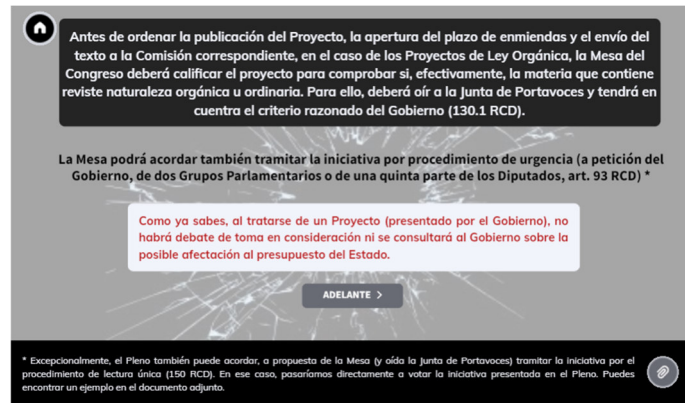 Antes de ordenar la publicación del Proyecto, la apertura del plazo de enmiendas y el envío del
texto a la Comisión correspondiente, en el caso de los Proyectos de Ley Orgánica, la Mesa del
Congreso deberá calificar el proyecto para comprobar si, efectivamente, la materia que contiene
reviste naturaleza orgánica u ordinaria. Para ello, deberá oír a la Junta de Portavoces y tendrá en
cuentra el criterio razonado del Gobierno (130.1 RCD).
La Mesa podrá acordar también tramitar la iniciativa por procedimiento de urgencia (a petición del
Gobierno, de dos Grupos Parlamentarios o de una quinta parte de los Diputados, art. 93 RCD) *
Como ya sabes, al tratarse de un Proyecto (presentado por el Gobierno), no
habrá debate de toma en consideración ni se consultará al Gobierno sobre la
posible afectación al presupuesto del Estado.
ADELANTE >
* Excepcionalmente, el Pleno también puede acordar, a propuesta de la Mesa (y oída la Junta de Portavoces) tramitar la iniciativa por el
procedimiento de lectura única (150 RCD). En ese caso, pasaríamos directamente a votar la iniciativa presentada en el Pleno. Puedes
encontrar un ejemplo en el documento adjunto.